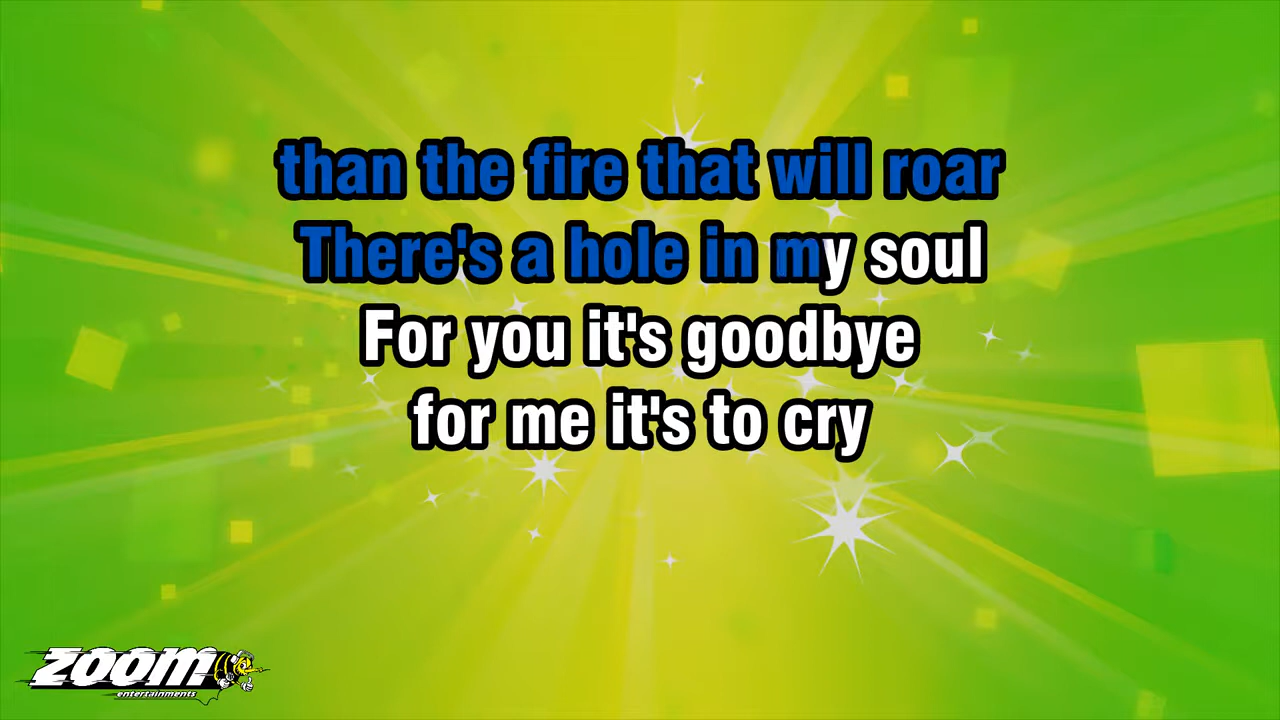 than the fire that will roar
There's a hole in my soul
For you it's goodbye
for me it's to cry
zoom
entertainments